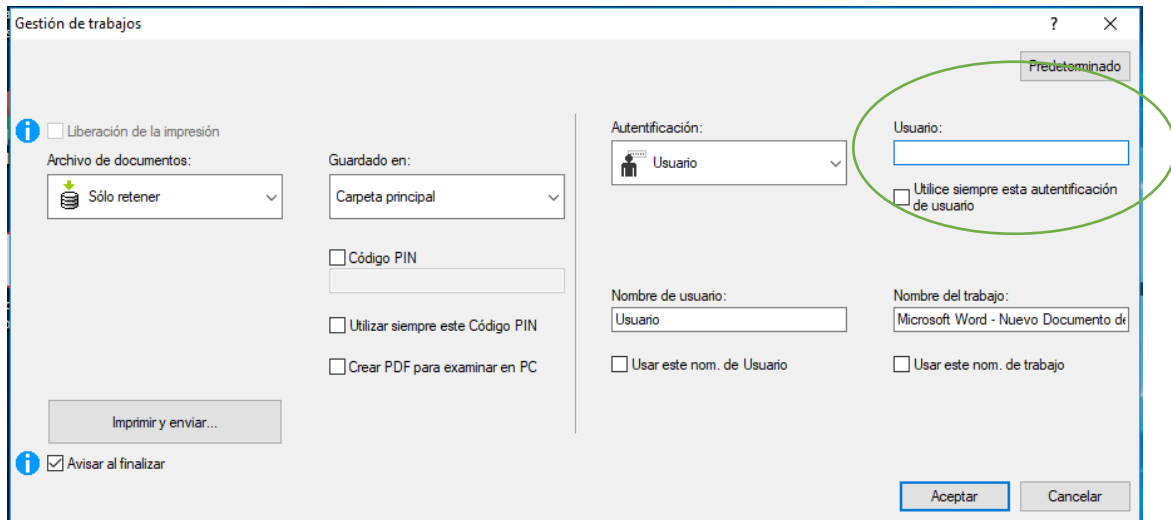 Gestión de trabajos
?
Predeterminado
Liberación de la impresión
Archivo de documentos:
Sólo retener
Guardado en:
Carpeta principal
Código PIN
Utilizar siempre este Código PIN
Crear PDF para examinar en PC
Imprimir y enviar...
Avisar al finalizar
Autentificación:
Usuario
Usuario:
Utilice siempre esta autentificación
de usuario
Nombre de usuario:
Usuario
Usar este nom. de Usuario
Nombre del trabajo:
Microsoft Word - Nuevo Documento de
Usar este nom. de trabajo
Aceptar
Cancelar